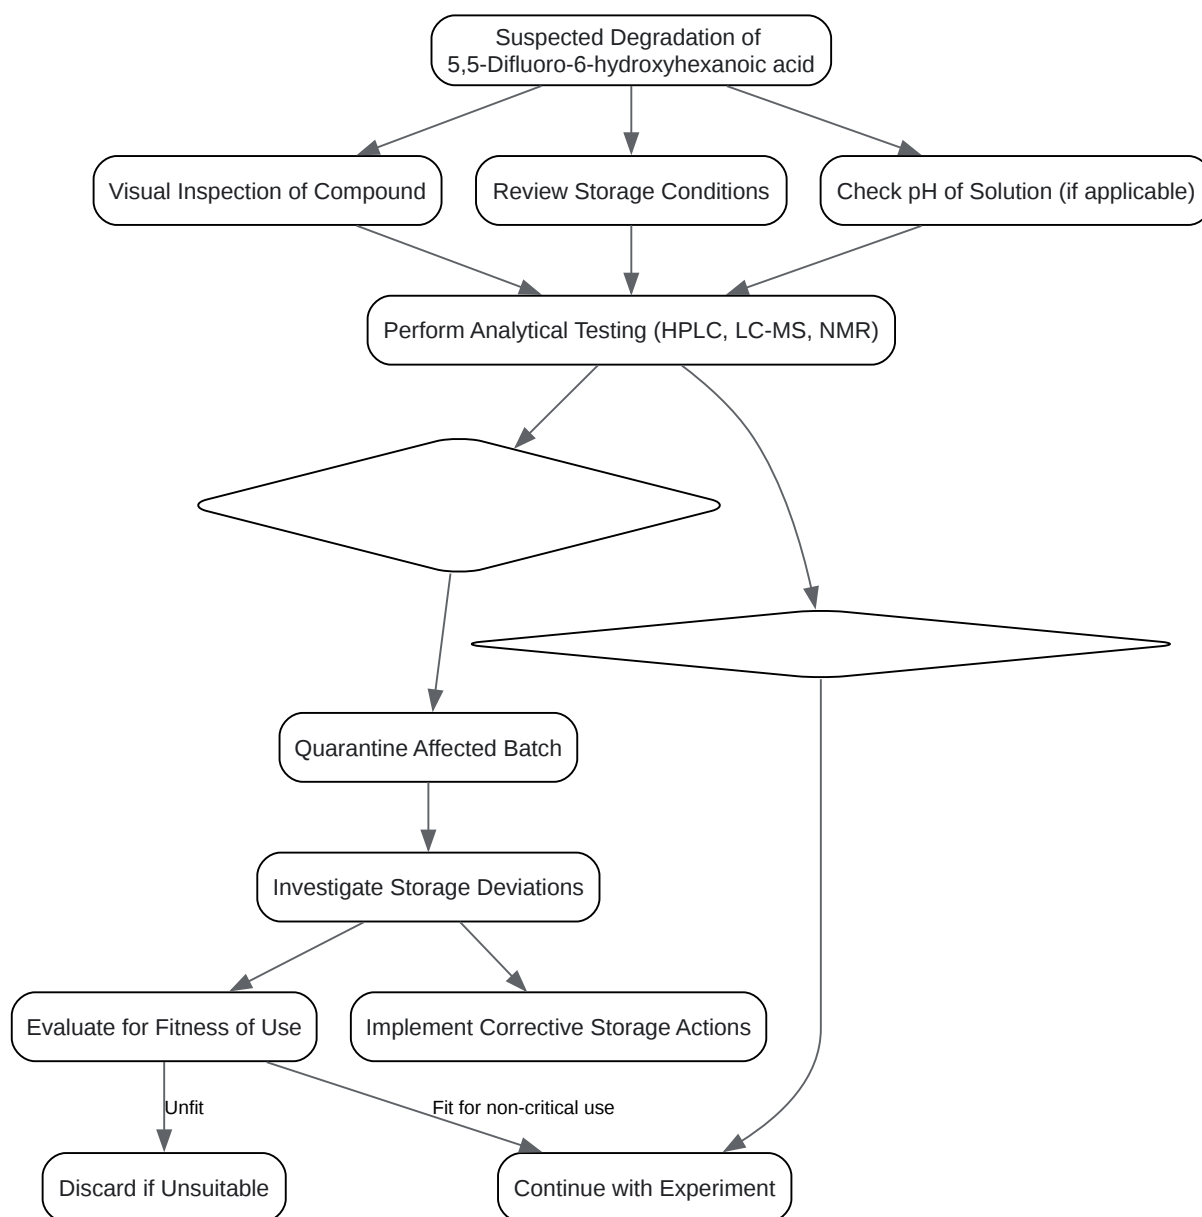 Suspected Degradation of
5,5-Difluoro-6-hydroxyhexanoic acid
Visual Inspection of Compound
Review Storage Conditions
Check pH of Solution (if applicable)
Perform Analytical Testing (HPLC, LC-MS, NMR)
Quarantine Affected Batch
Investigate Storage Deviations
Evaluate for Fitness of Use
Implement Corrective Storage Actions
Unfit
Fit for non-critical use
Discard if Unsuitable
Continue with Experiment